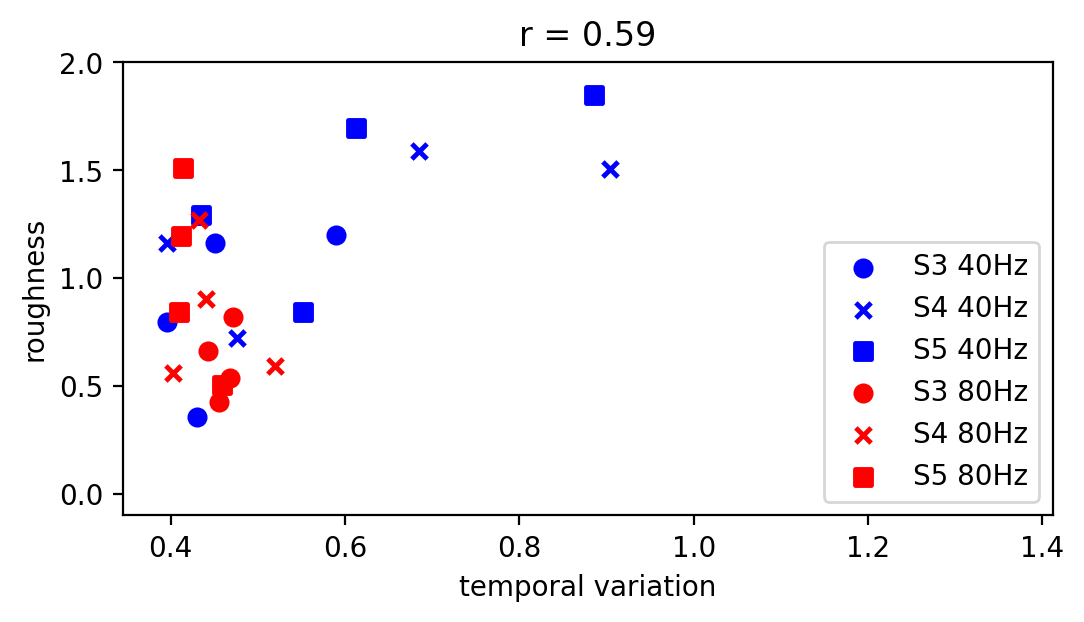 r = 0.59
2.0
1.5
1.0
0.5
0.0
roughness
S3 40Hz
S4 40Hz
S5 40Hz
S3 80Hz
S4 80Hz
S5 80Hz
0.4 0.6 0.8 1.0 1.2 1.4
temporal variation